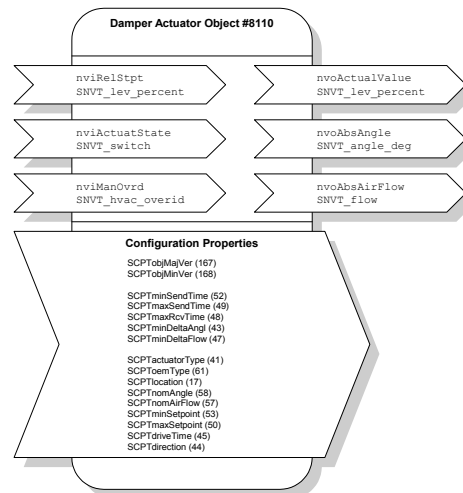 Damper Actuator Object #8110
nviRelStpt
SNVT_lev_percent
nvoActualValue
SNVT_lev_percent
nviActuatState
SNVT_switch
nvoAbsAngle
SNVT_angle_deg
nviManOvrd
SNVT_hvac_overid
nvoAbsAirFlow
SNVT_flow
Configuration Properties
SCPTobjMajVer (167)
SCPTobjMinVer (168)
SCPTminSendTime (52)
SCPTmaxSendTime (49)
SCPTmaxRcvTime (48)
SCPTminDeltaAngl (43)
SCPTminDeltaFlow (47)
SCPTactuatorType (41)
SCPToemType (61)
SCPTlocation (17)
SCPTnomAngle (58)
SCPTnomAirFlow (57)
SCPTminSetpoint (53)
SCPTmaxSetpoint (50)
SCPTdriveTime (45)
SCPTdirection (44)